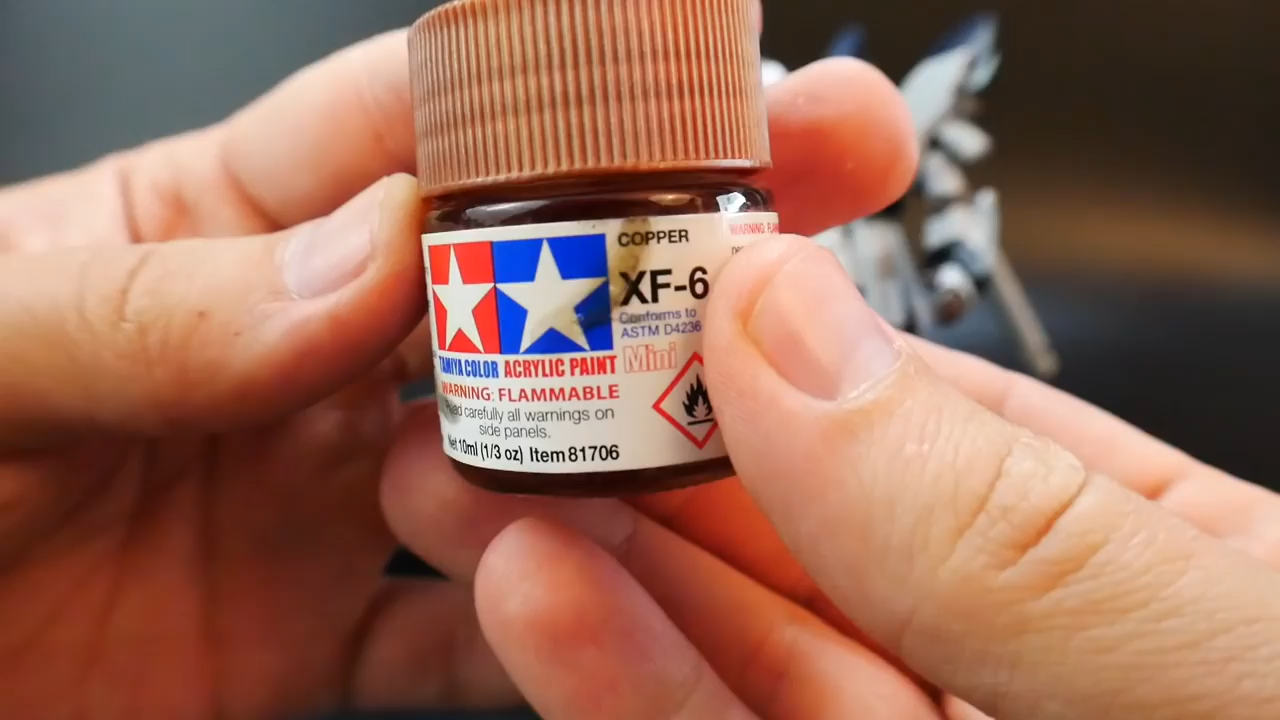 COPPER
XF-6
Conforms to
ASTM D4236
TAMIYA COLOR ACRYLIC PAINT Mini
WARNING: FLAMMABLE
Read carefully all warnings on
side panels.
Net 10ml (1/3 oz) Item 81706
WARNING: